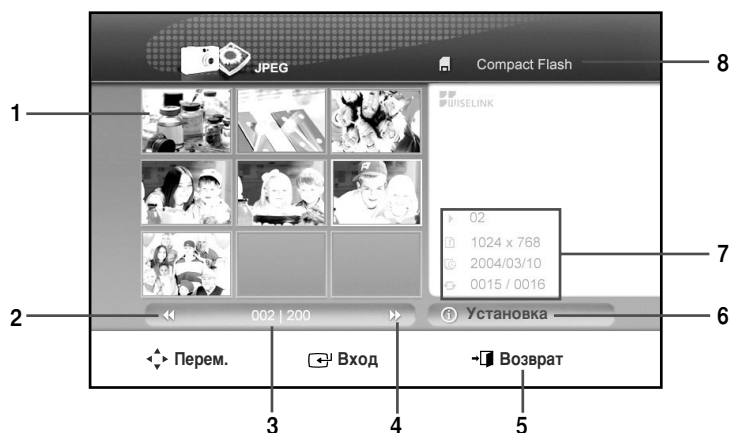 JPEG
Compact Flash
8
1
WISELINK
02
1024 x 768
7
2004/03/10
0015 / 0016
2
002 | 200
Установка
6
Перем.
Вход
Возврат
3
4
5